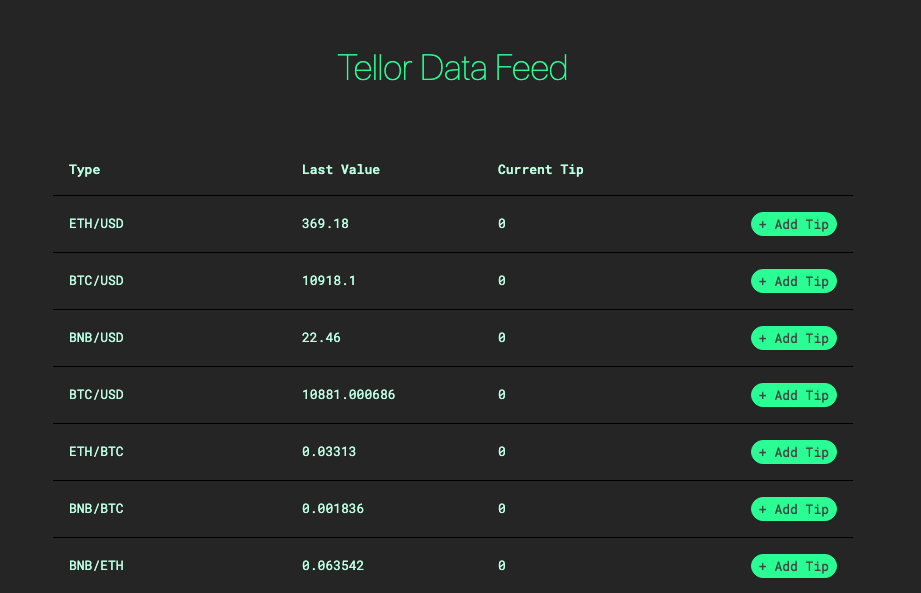 Tellor Data Feed
Type Last Value Current Tip
ETH/USD 369.18 0 + Add Tip
BTC/USD 10918.1 0 + Add Tip
BNB/USD 22.46 0 + Add Tip
BTC/USD 10881.000686 0 + Add Tip
ETH/BTC 0.03313 0 + Add Tip
BNB/BTC 0.001836 0 + Add Tip
BNB/ETH 0.063542 0 + Add Tip